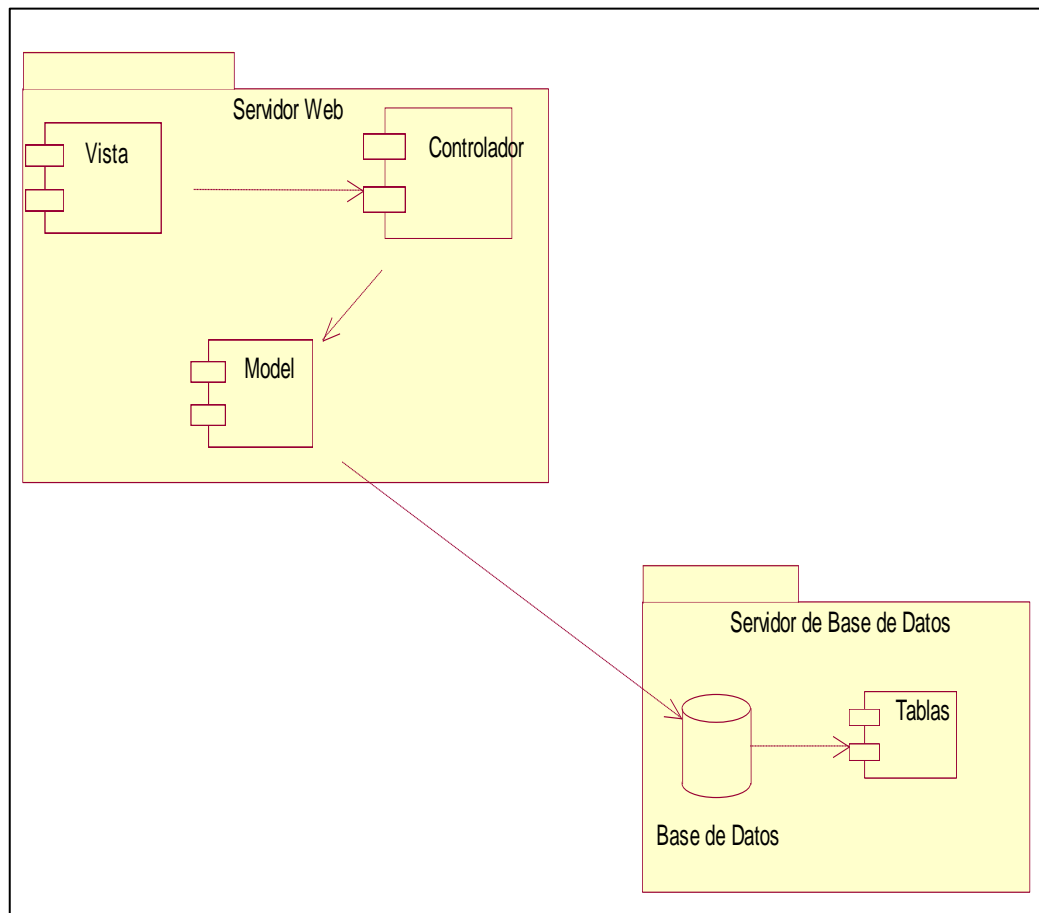 Servidor Web
Vista
Controlador
Model
Servidor de Base de Datos
Tablas
Base de Datos